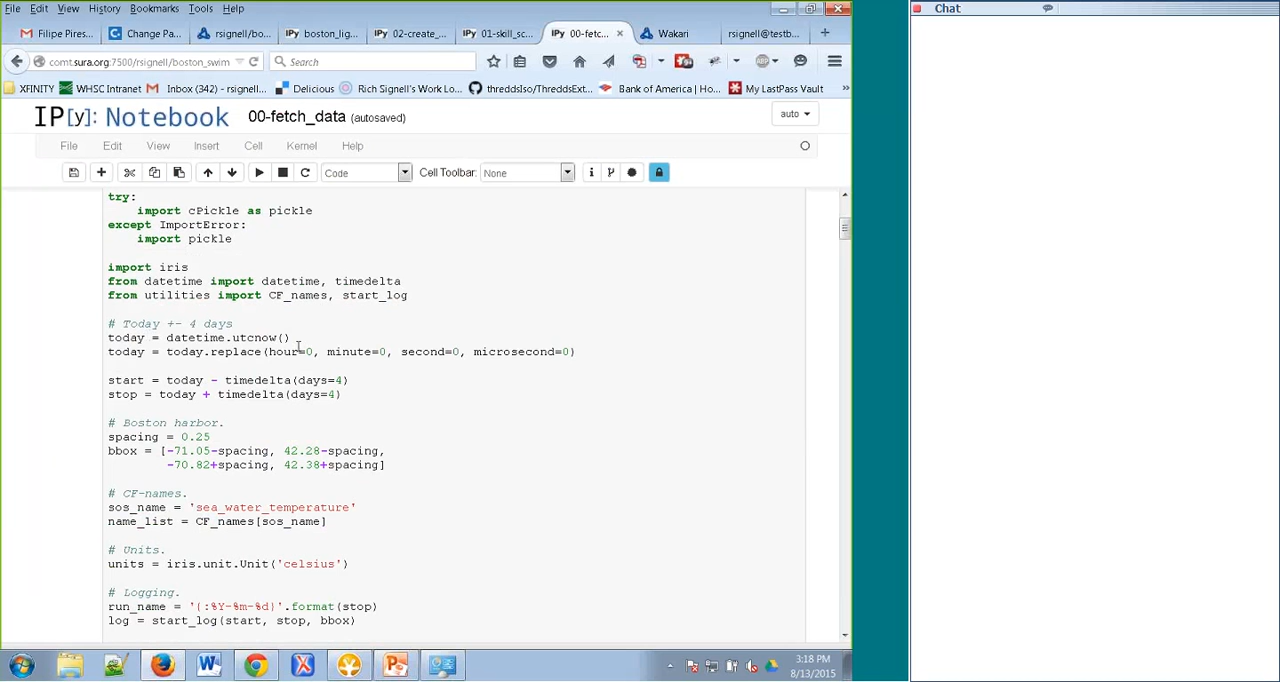 File Edit View History Bookmarks Tools Help
Filipe Pires... Change Pa... rsignell/bo... IPy boston_lig... IPy 02-create_... IPy 01-skill_sc... IPy 00-fetc... × Wakari rsignell@testb... +
comt.sura.org:7500/rsignell/boston_swim Search
XFINITY WHSC Intranet Inbox (342) - rsignell... Delicious Rich Signell's Work Lo... threddsIso/ThreddsExt... Bank of America | Ho... My LastPass Vault »
IP[y]: Notebook 00-fetch_data (autosaved) auto
File Edit View Insert Cell Kernel Help
Code Cell Toolbar: None
try:
    import cPickle as pickle
except ImportError:
    import pickle
import iris
from datetime import datetime, timedelta
from utilities import CF_names, start_log
# Today +- 4 days
today = datetime.utcnow()
today = today.replace(hour=0, minute=0, second=0, microsecond=0)
start = today - timedelta(days=4)
stop = today + timedelta(days=4)
# Boston harbor.
spacing = 0.25
bbox = [-71.05-spacing, 42.28-spacing,
        -70.82+spacing, 42.38+spacing]
# CF-names.
sos_name = 'sea_water_temperature'
name_list = CF_names[sos_name]
# Units.
units = iris.unit.Unit('celsius')
# Logging.
run_name = '{:%Y-%m-%d}'.format(stop)
log = start_log(start, stop, bbox)
3:18 PM
8/13/2015
Chat